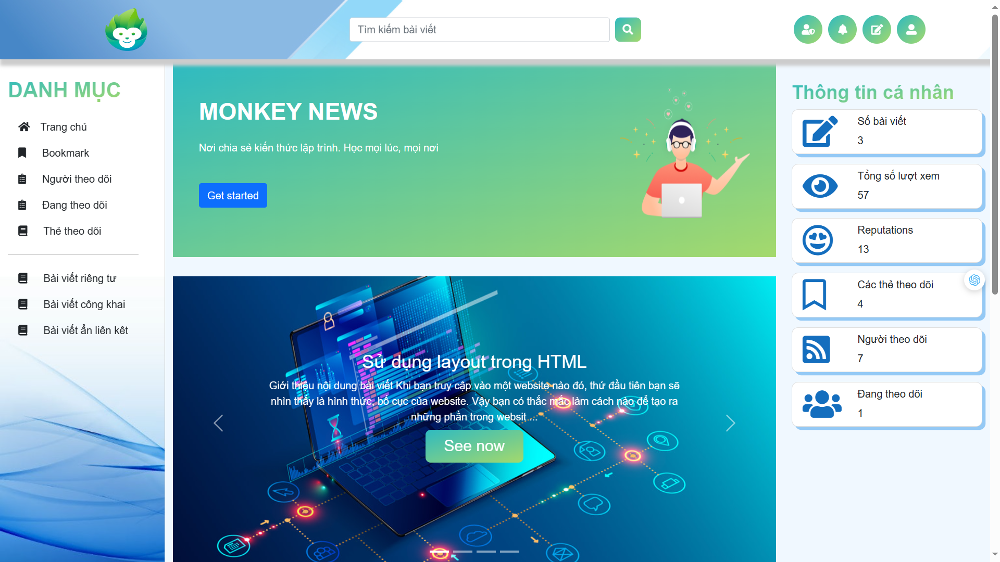 Tìm kiếm bài viết
DANH MỤC
Trang chủ
Bookmark
Người theo dõi
Đang theo dõi
Thẻ theo dõi
Bài viết riêng tư
Bài viết công khai
Bài viết ẩn liên kêt
MONKEY NEWS
Nơi chia sẻ kiến thức lập trình. Học mọi lúc, mọi nơi
Get started
Sử dụng layout trong HTML
Giới thiệu nội dung bài viết Khi bạn truy cập vào một website nào đó, thứ đầu tiên bạn sẽ
nhìn thấy là hình thức, bố cục của website. Vậy bạn có thắc mắc làm cách nào để tạo ra
những phần trong websit ...
See now
Thông tin cá nhân
Số bài viết
3
Tổng số lượt xem
57
Reputations
13
Các thẻ theo dõi
4
Người theo dõi
7
Đang theo dõi
1